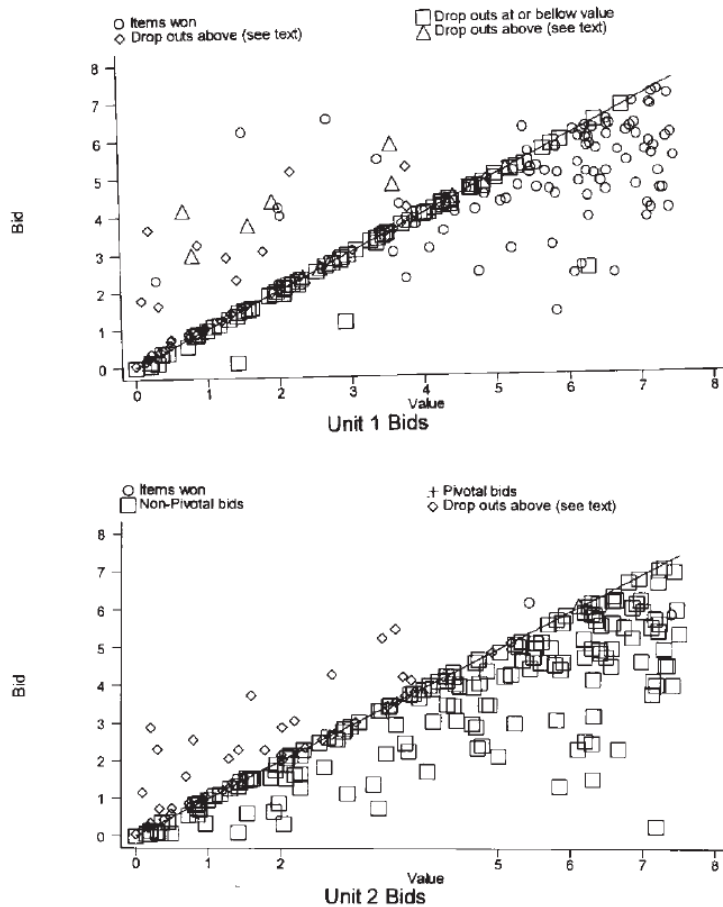 Items won
Drop outs above (see text)
Drop outs at or bellow value
Drop outs above (see text)
8
7
6
5
4
3
2
1
0
Bid
0 1 2 3 4 5 6 7 8
Value
Unit 1 Bids
Items won
Non-Pivotal bids
Pivotal bids
Drop outs above (see text)
8
7
6
5
4
3
2
1
0
Bid
0 1 2 5 6 7 8
Value
Unit 2 Bids